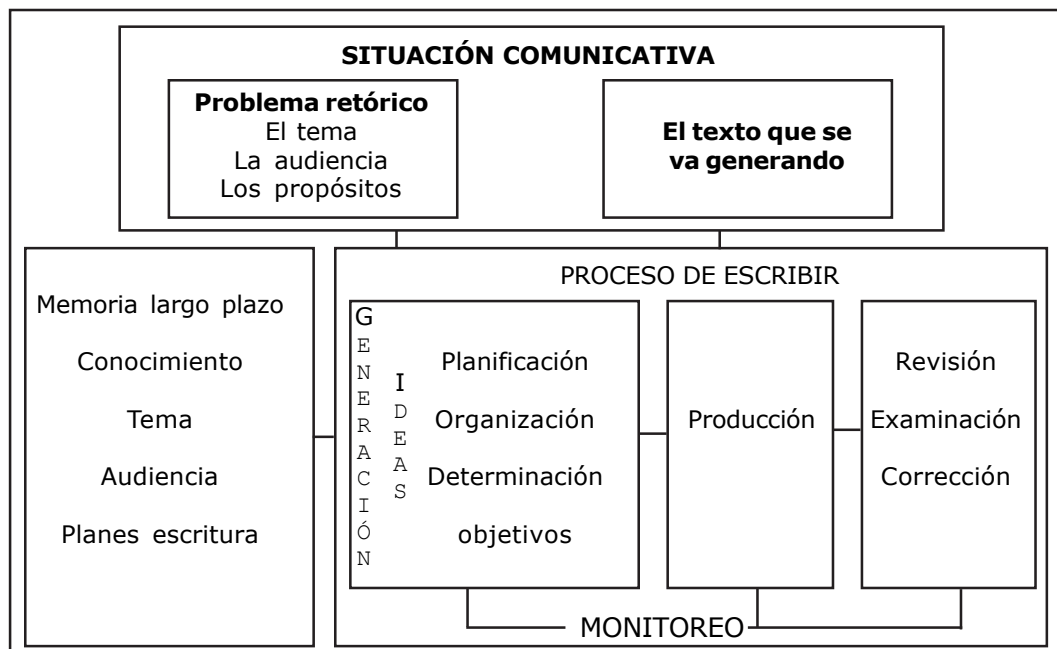 SITUACIÓN COMUNICATIVA
Problema retórico
El tema
La audiencia
Los propósitos
El texto que se
va generando
Memoria largo plazo
Conocimiento
Tema
Audiencia
Planes escritura
PROCESO DE ESCRIBIR
GENERACIÓN
IDEAS
Planificación
Organización
Determinación
objetivos
Producción
Revisión
Examinación
Corrección
MONITOREO